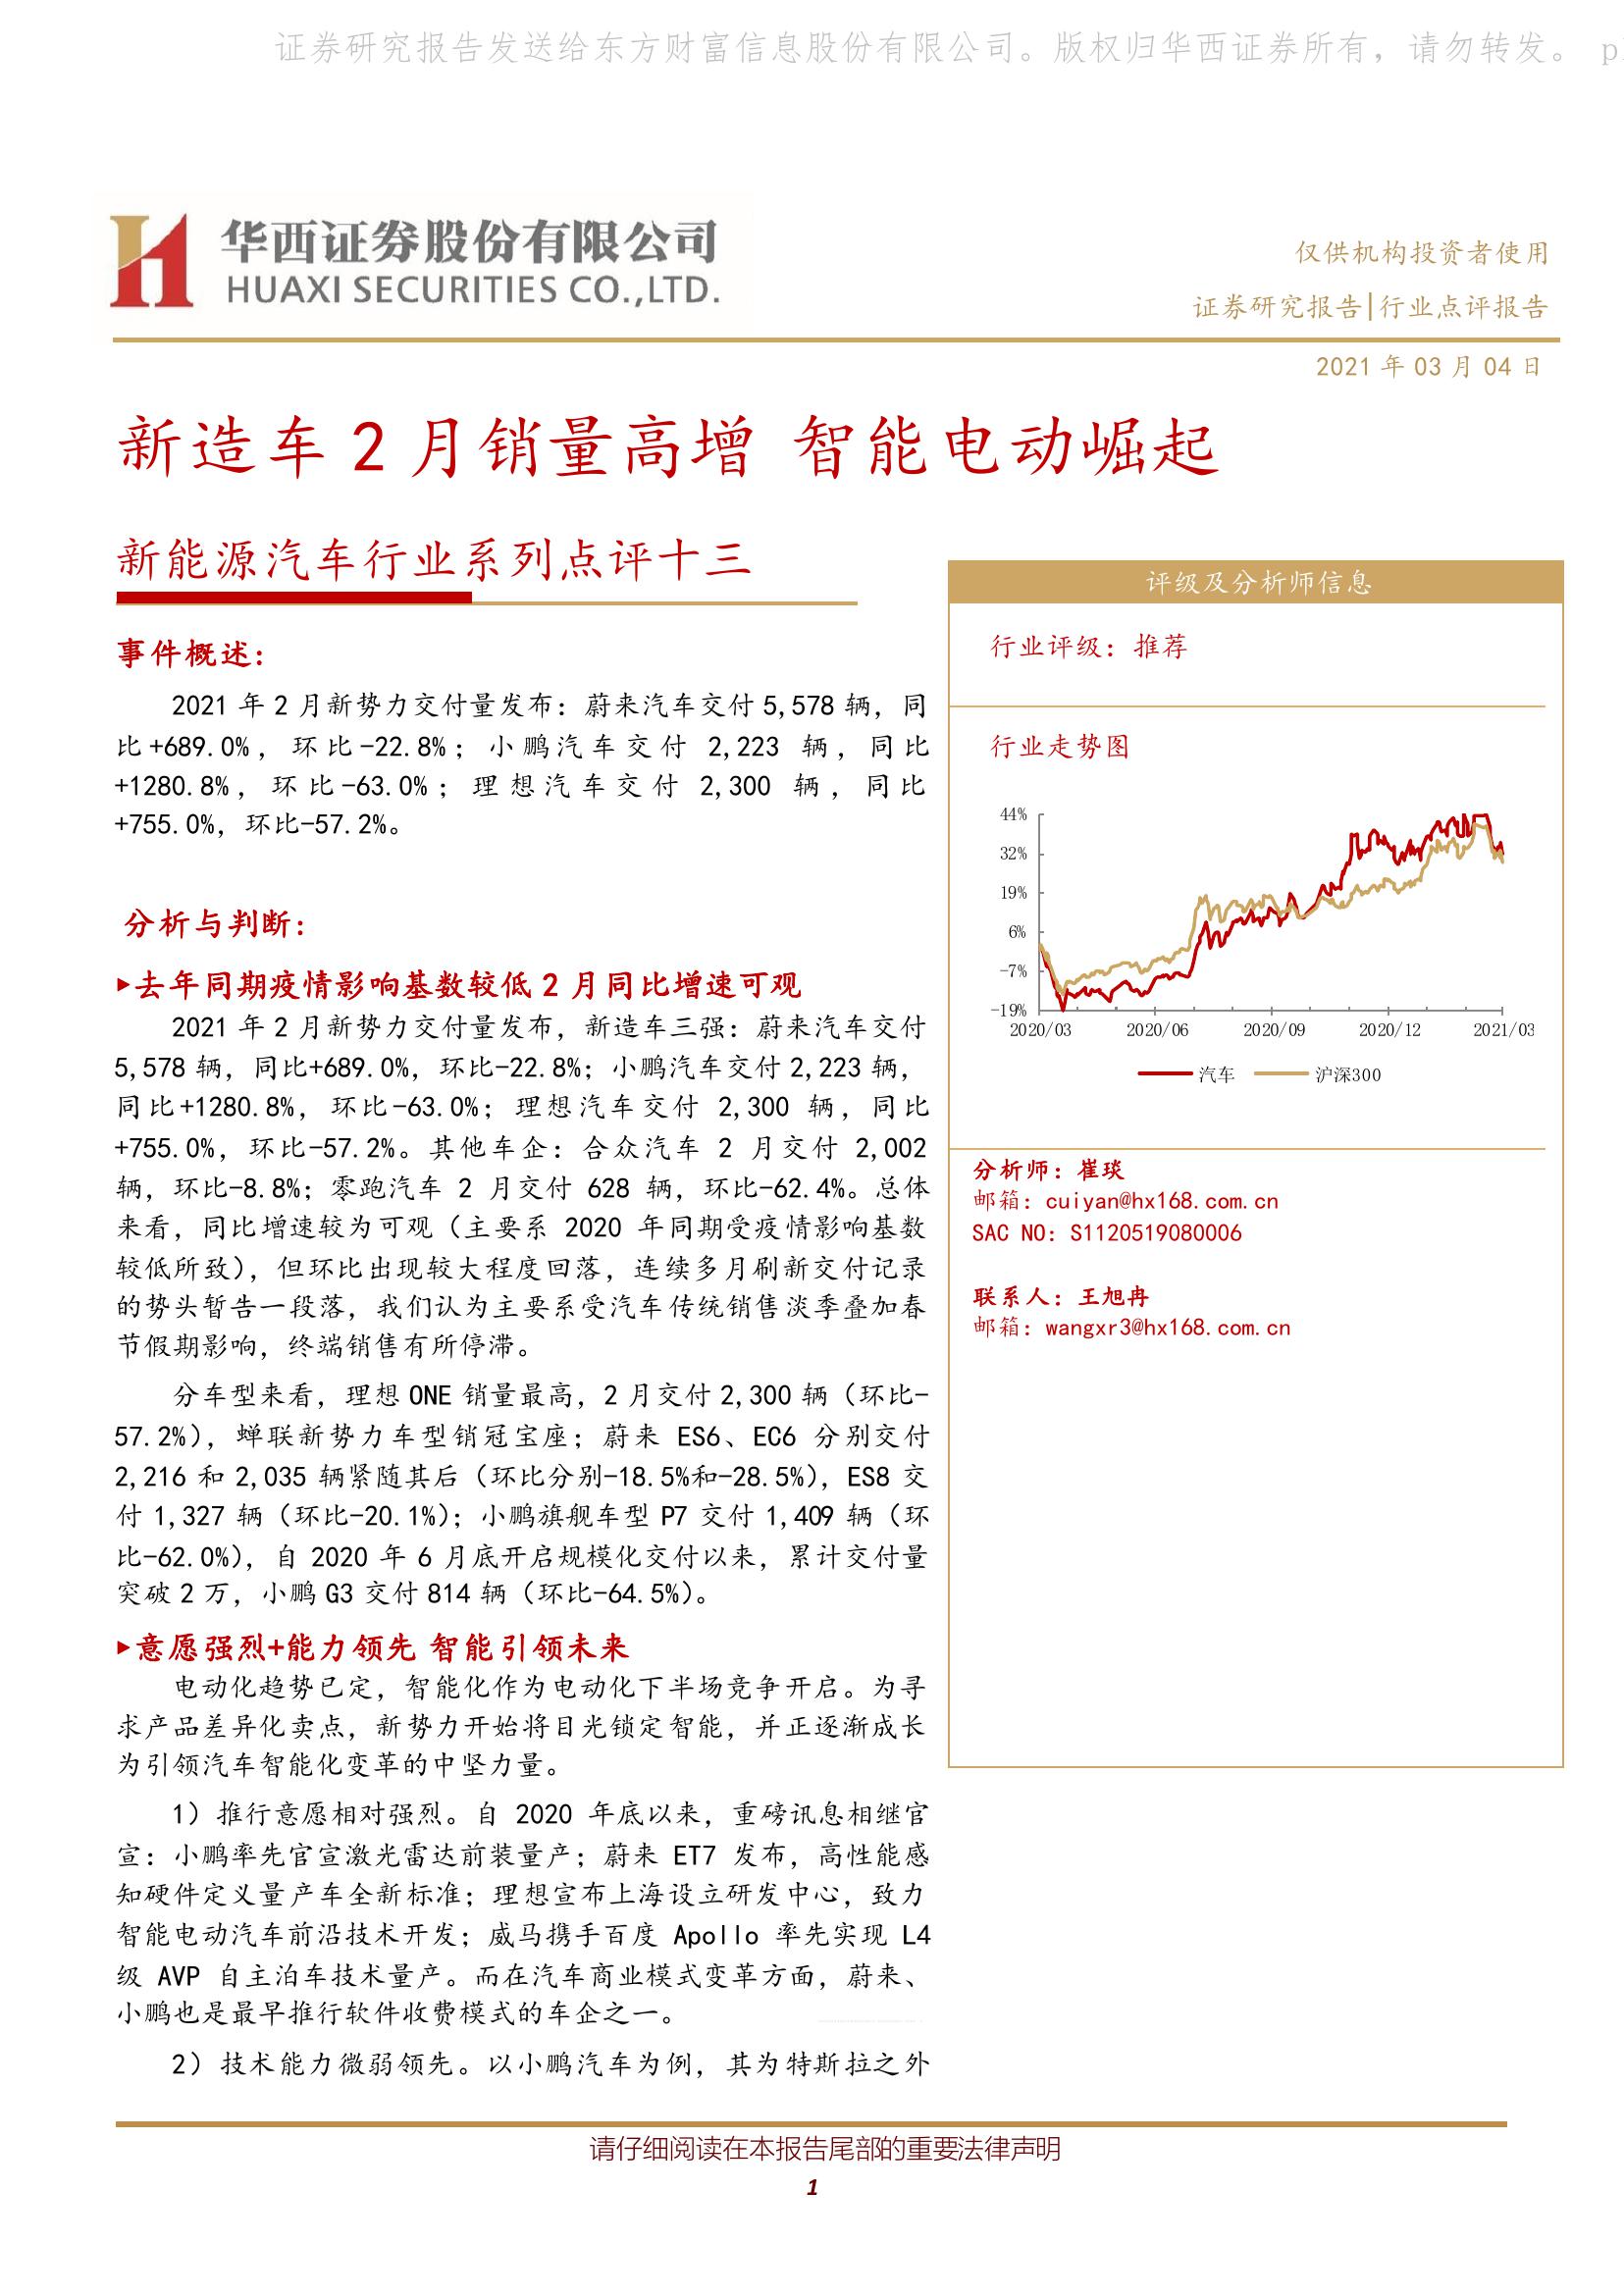 证券研究报告发送给东方财富信息股份有限公司。版权归华西证券所有，请勿转发。 p
华西证券股份有限公司
HUAXI SECURITIES CO.,LTD.
仅供机构投资者使用
证券研究报告|行业点评报告
2021 年 03 月 04 日
新造车 2 月销量高增 智能电动崛起
新能源汽车行业系列点评十三
事件概述：
2021 年 2 月新势力交付量发布：蔚来汽车交付 5,578 辆，同
比+689.0%，环比-22.8%；小鹏汽车交付 2,223 辆，同比
+1280.8%，环比-63.0%；理想汽车交付 2,300 辆，同比
+755.0%，环比-57.2%。
分析与判断：
▸去年同期疫情影响基数较低 2 月同比增速可观
2021 年 2 月新势力交付量发布，新造车三强：蔚来汽车交付
5,578 辆，同比+689.0%，环比-22.8%；小鹏汽车交付 2,223 辆，
同比+1280.8%，环比-63.0%；理想汽车交付 2,300 辆，同比
+755.0%，环比-57.2%。其他车企：合众汽车 2 月交付 2,002
辆，环比-8.8%；零跑汽车 2 月交付 628 辆，环比-62.4%。总体
来看，同比增速较为可观（主要系 2020 年同期受疫情影响基数
较低所致），但环比出现较大程度回落，连续多月刷新交付记录
的势头暂告一段落，我们认为主要系受汽车传统销售淡季叠加春
节假期影响，终端销售有所停滞。
分车型来看，理想 ONE 销量最高，2 月交付 2,300 辆（环比-
57.2%），蝉联新势力车型销冠宝座；蔚来 ES6、EC6 分别交付
2,216 和 2,035 辆紧随其后（环比分别-18.5%和-28.5%），ES8 交
付 1,327 辆（环比-20.1%）；小鹏旗舰车型 P7 交付 1,409 辆（环
比-62.0%），自 2020 年 6 月底开启规模化交付以来，累计交付量
突破 2 万，小鹏 G3 交付 814 辆（环比-64.5%）。
▸意愿强烈+能力领先 智能引领未来
电动化趋势已定，智能化作为电动化下半场竞争开启。为寻
求产品差异化卖点，新势力开始将目光锁定智能，并正逐渐成长
为引领汽车智能化变革的中坚力量。
1）推行意愿相对强烈。自 2020 年底以来，重磅讯息相继官
宣：小鹏率先官宣激光雷达前装量产；蔚来 ET7 发布，高性能感
知硬件定义量产车全新标准；理想宣布上海设立研发中心，致力
智能电动汽车前沿技术开发；威马携手百度 Apollo 率先实现 L4
级 AVP 自主泊车技术量产。而在汽车商业模式变革方面，蔚来、
小鹏也是最早推行软件收费模式的车企之一。
2）技术能力微弱领先。以小鹏汽车为例，其为特斯拉之外
评级及分析师信息
行业评级：推荐
行业走势图
44%
32%
19%
6%
-7%
-19%
2020/03 2020/06 2020/09 2020/12 2021/03
汽车 沪深300
分析师：崔琰
邮箱：cuiyan@hx168.com.cn
SAC NO：S1120519080006
联系人：王旭冉
邮箱：wangxr3@hx168.com.cn
请仔细阅读在本报告尾部的重要法律声明
1